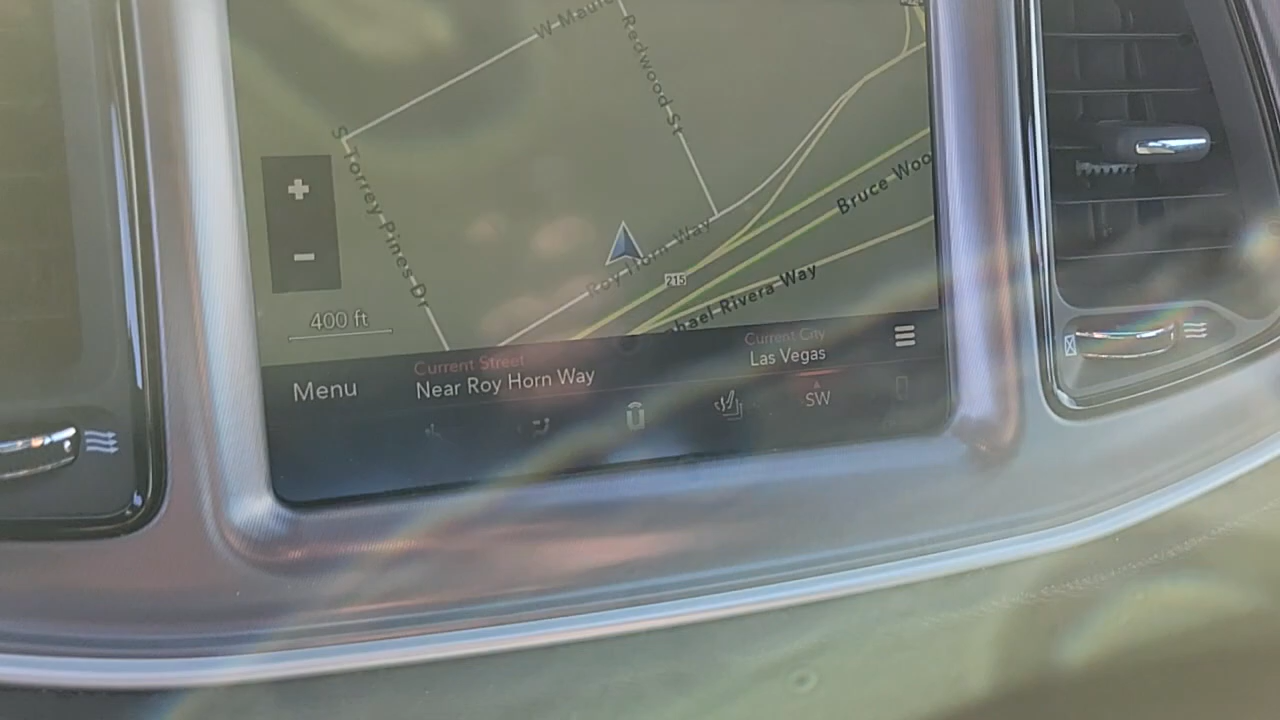 W Maule
Redwood St
S Torrey Pines Dr
Bruce Woo
Roy Horn Way
215
hael Rivera Way
400 ft
Current Street
Current City
Menu
Near Roy Horn Way
Las Vegas
SW